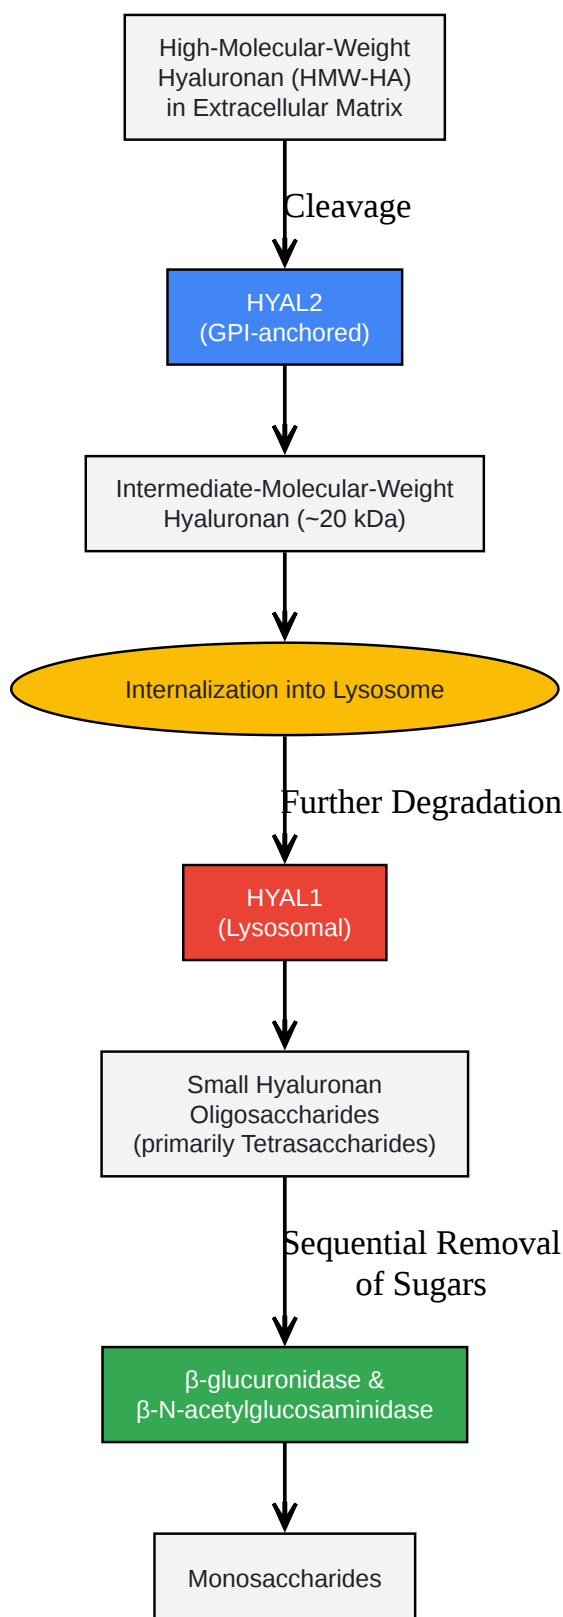 High-Molecular-Weight
Hyaluronan (HMW-HA)
in Extracellular Matrix
Cleavage
HYAL2
(GPI-anchored)
Intermediate-Molecular-Weight
Hyaluronan (~20 kDa)
Internalization into Lysosome
Further Degradation
HYAL1
(Lysosomal)
Small Hyaluronan
Oligosaccharides
(primarily Tetrasaccharides)
Sequential Removal
of Sugars
β-glucuronidase &
β-N-acetylglucosaminidase
Monosaccharides